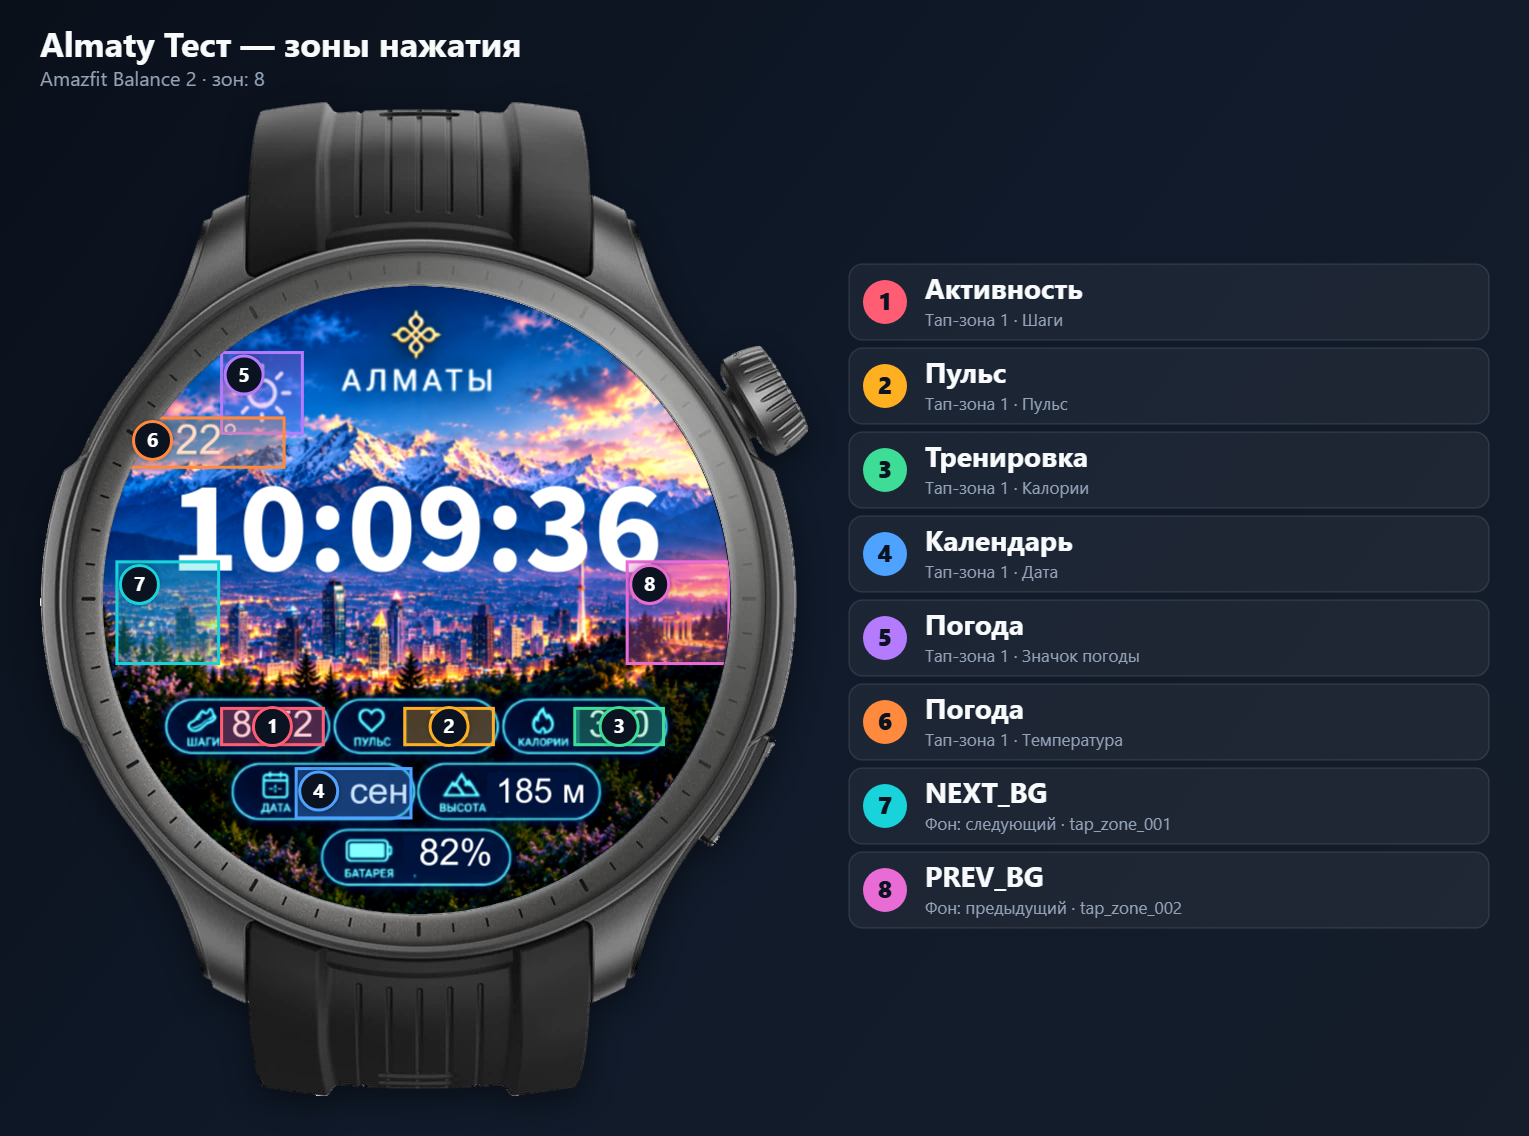 Almaty Тест — зоны нажатия
Amazfit Balance 2 · зон: 8
АЛМАТЫ
5
6 22°
10:09:36
7
8
1
2
3
ШАГИ
ПУЛЬС
КАЛОРИИ
4 сен
185 м
ДАТА
ВЫСОТА
82%
БАТАРЕЯ
1 Активность
Тап-зона 1 · Шаги
2 Пульс
Тап-зона 1 · Пульс
3 Тренировка
Тап-зона 1 · Калории
4 Календарь
Тап-зона 1 · Дата
5 Погода
Тап-зона 1 · Значок погоды
6 Погода
Тап-зона 1 · Температура
7 NEXT_BG
Фон: следующий · tap_zone_001
8 PREV_BG
Фон: предыдущий · tap_zone_002